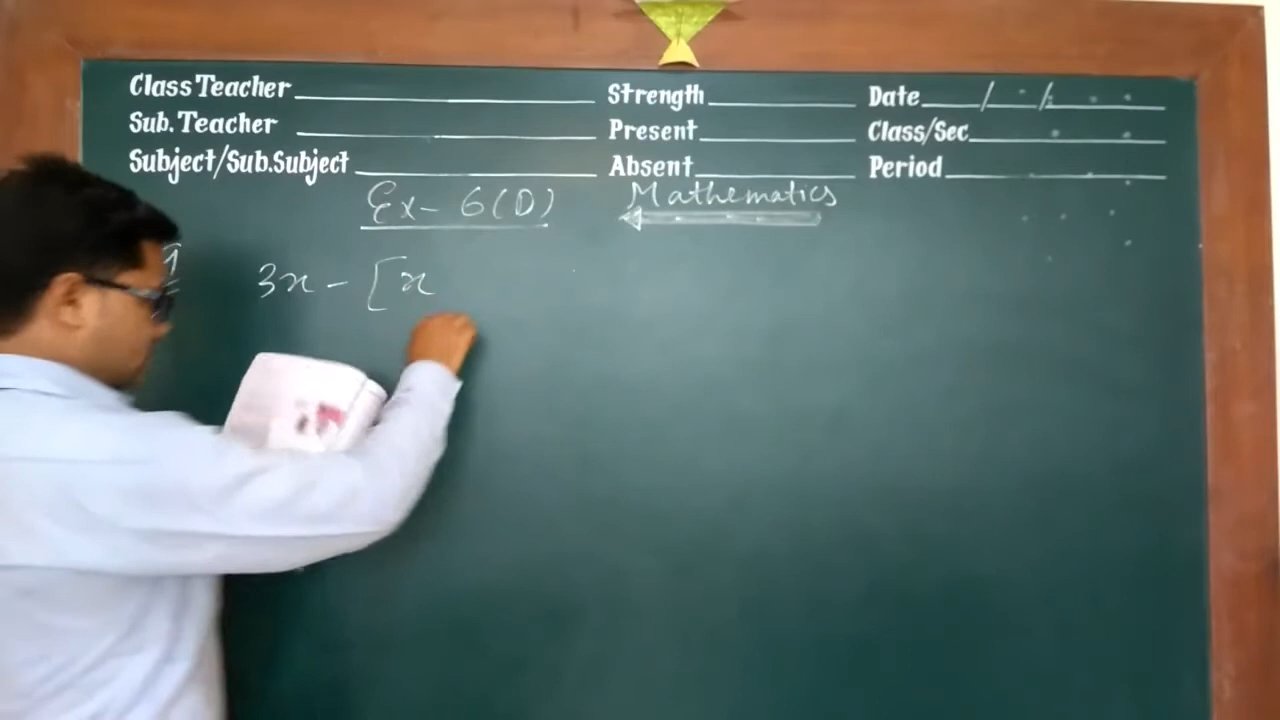 Class Teacher Strength Date / /
Sub. Teacher Present Class/Sec
Subject/Sub.Subject Absent Period
Ex- 6(D) Mathematics
3x - [x